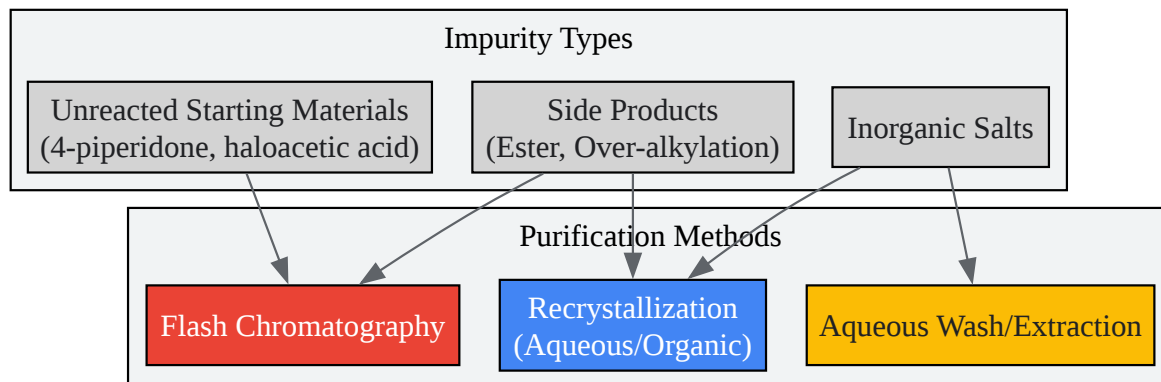 Impurity Types
Unreacted Starting Materials
(4-piperidone, haloacetic acid)
Side Products
(Ester, Over-alkylation)
Inorganic Salts
Purification Methods
Flash Chromatography
Recrystallization
(Aqueous/Organic)
Aqueous Wash/Extraction